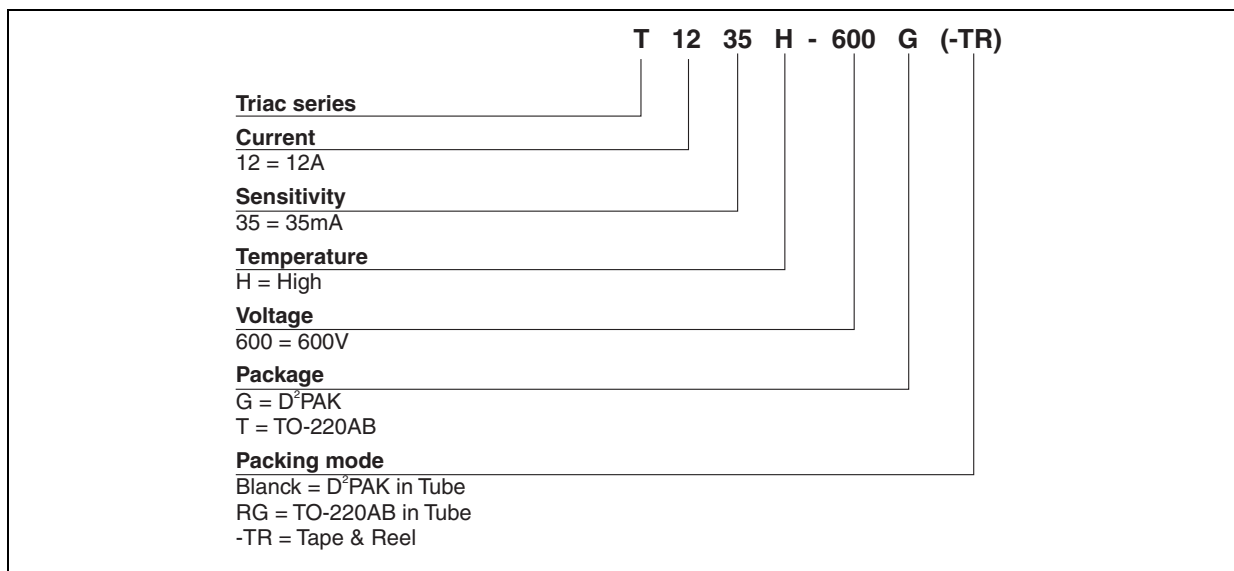 T 12 35 H - 600 G (-TR)
Triac series
Current
12 = 12A
Sensitivity
35 = 35mA
Temperature
H = High
Voltage
600 = 600V
Package
G = D²PAK
T = TO-220AB
Packing mode
Blanck = D²PAK in Tube
RG = TO-220AB in Tube
-TR = Tape & Reel